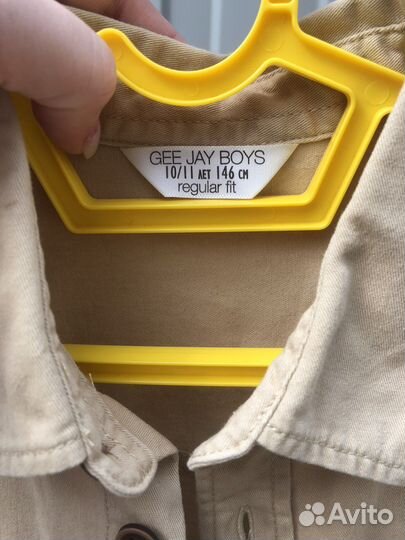 GEE JAY BOYS
10/11 ЛЕТ 146 СМ
regular fit
Avito